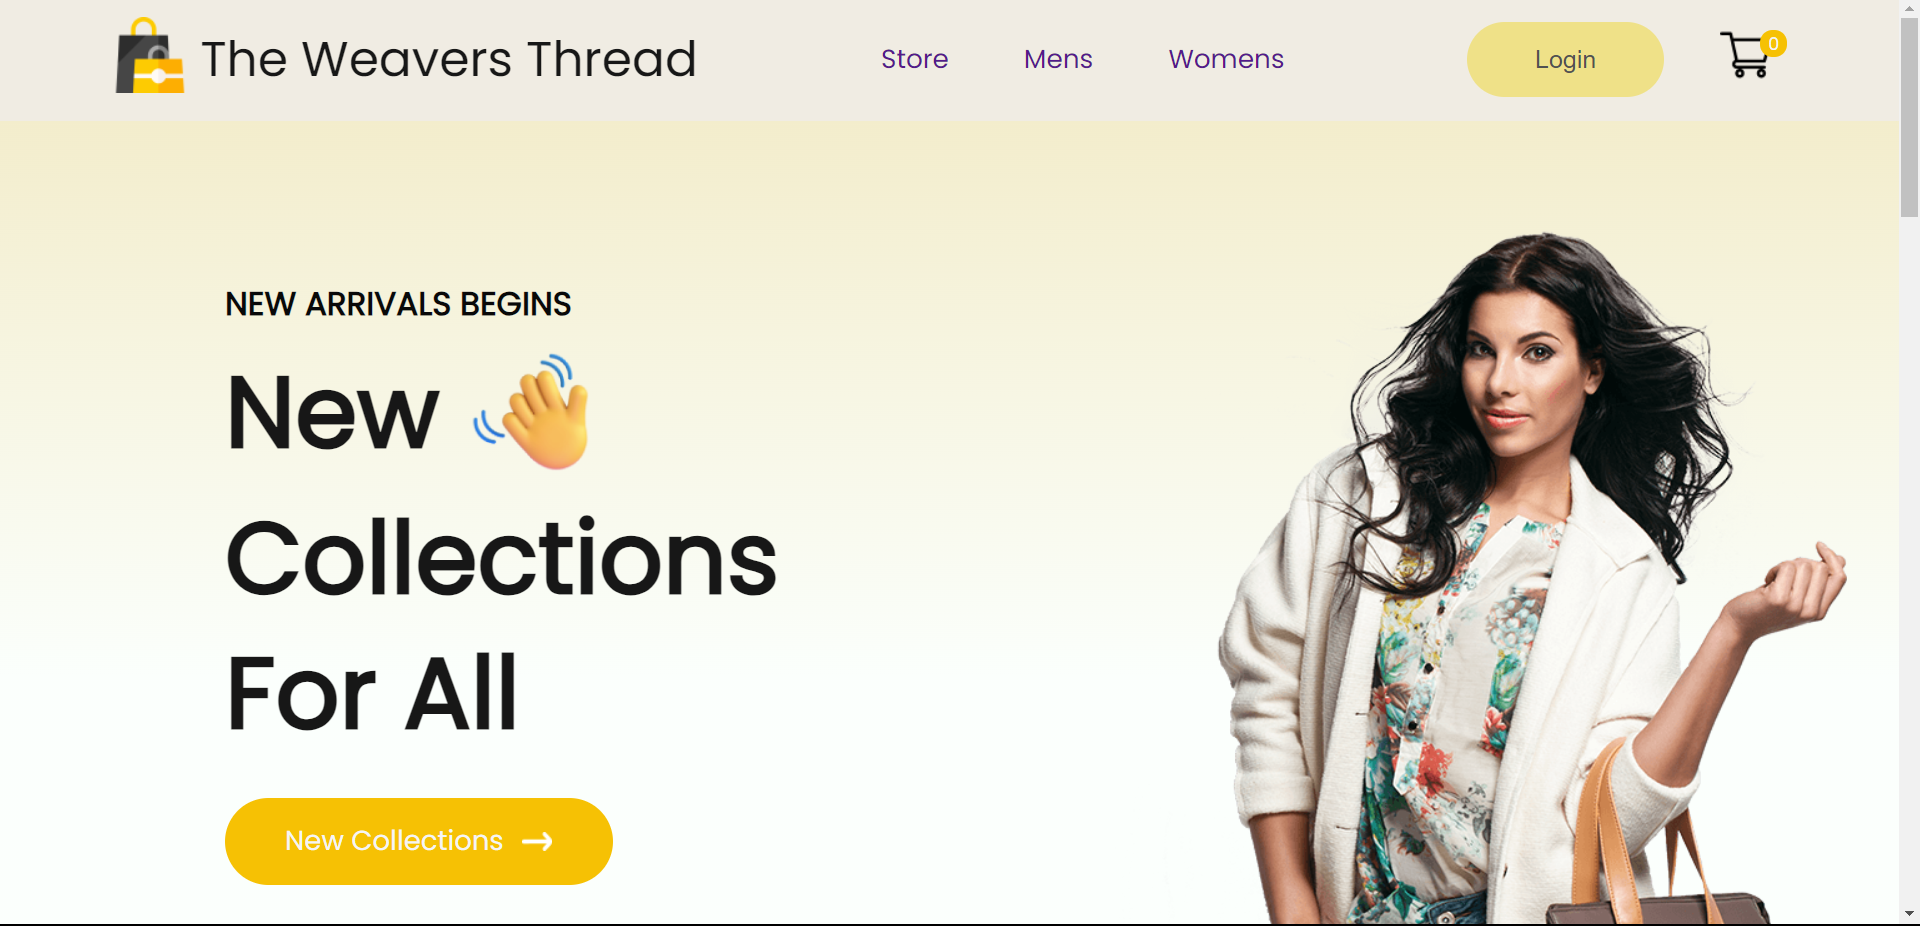 The Weavers Thread
Store Mens Womens
Login
0
NEW ARRIVALS BEGINS
New
Collections
For All
New Collections